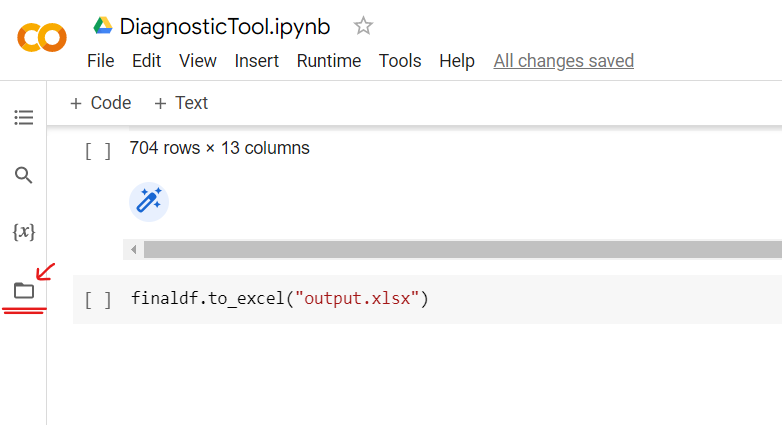 DiagnosticTool.ipynb
File Edit View Insert Runtime Tools Help All changes saved
+ Code + Text
[ ] 704 rows × 13 columns
{x}
[ ] finaldf.to_excel("output.xlsx")